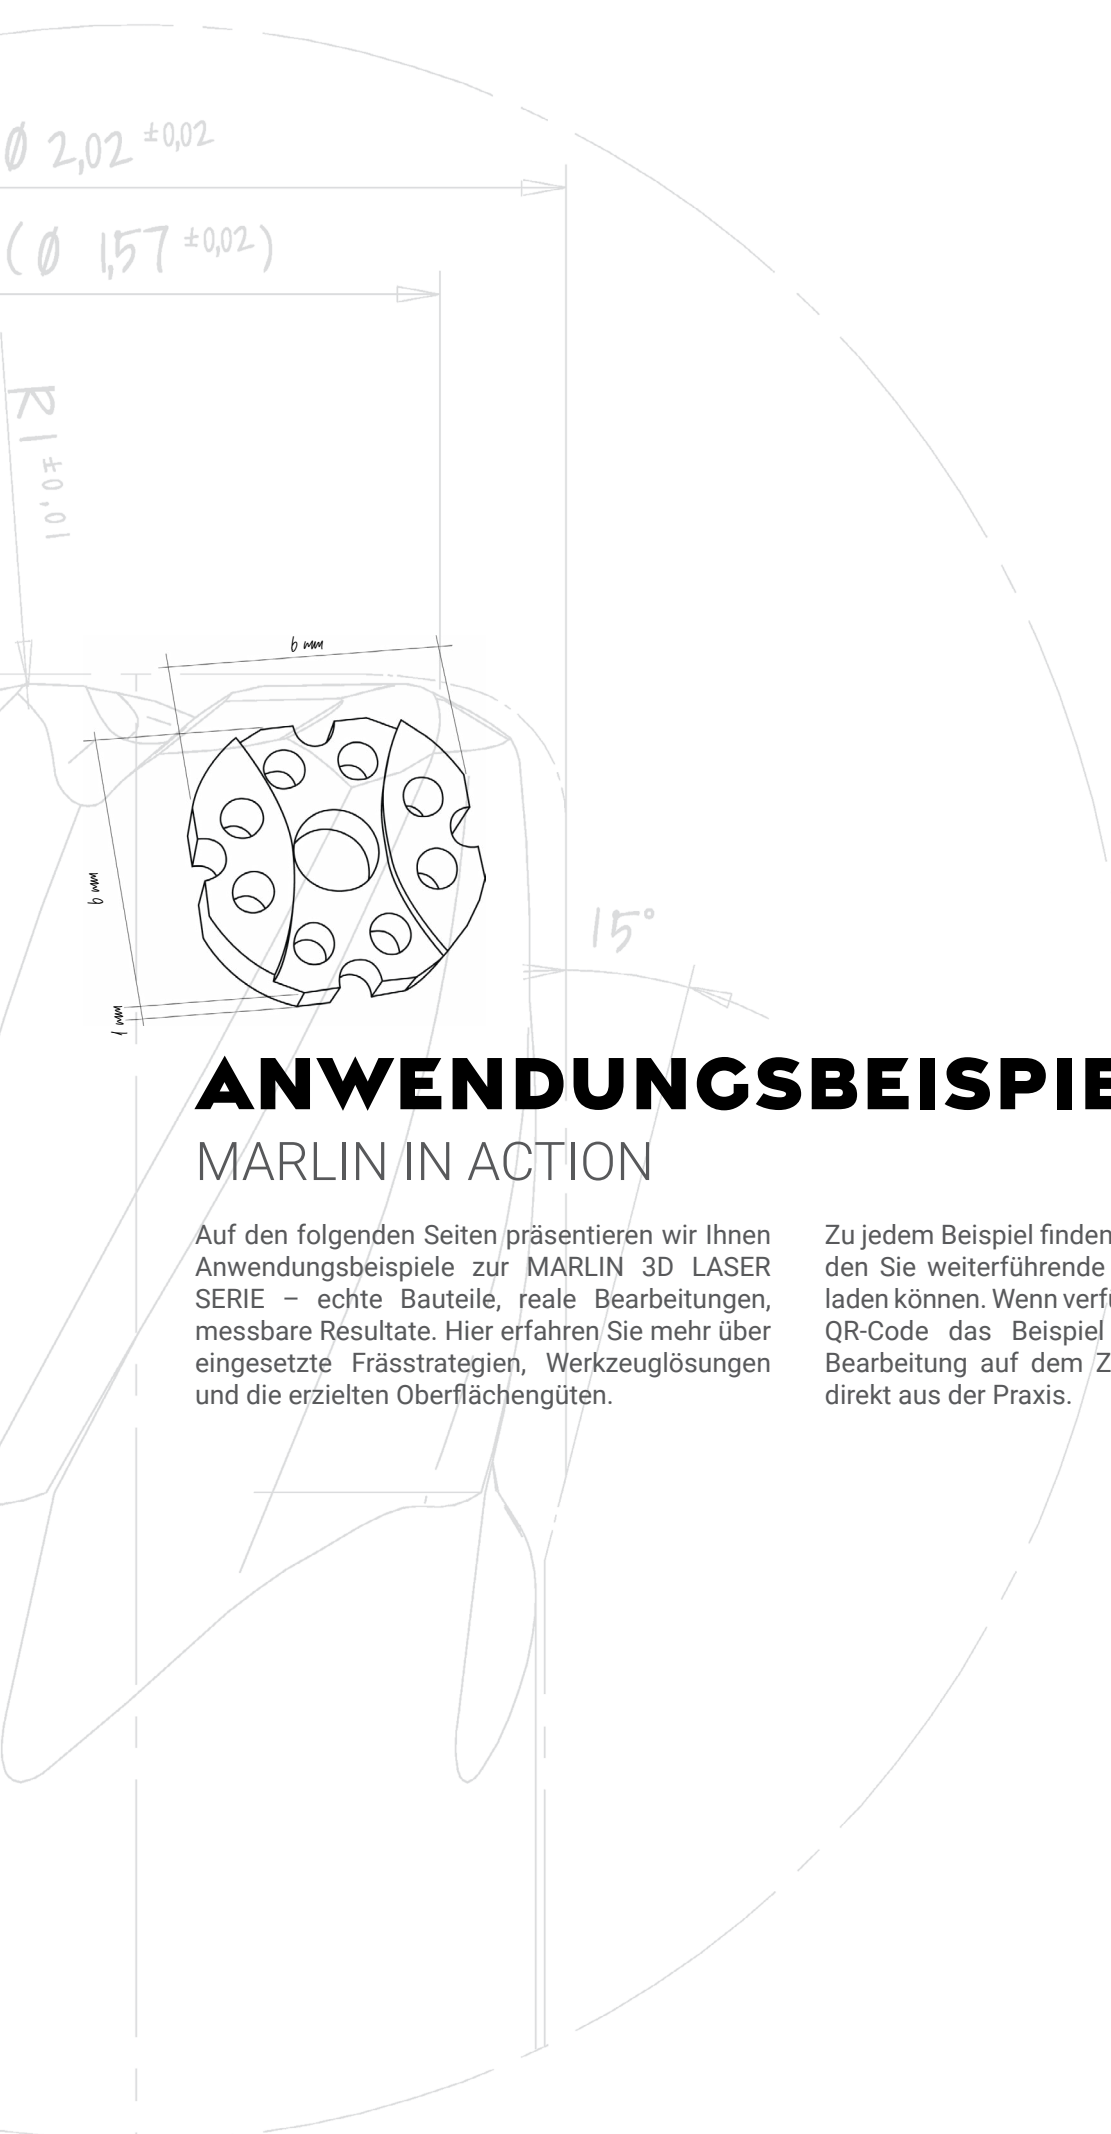 Ø 2,02 ±0,02
(Ø 1,57 ±0,02)
R1 ±0,01
6 mm
6 mm
1 mm
15°
ANWENDUNGSBEISPIE
MARLIN IN ACTION
Auf den folgenden Seiten präsentieren wir Ihnen
Anwendungsbeispiele zur MARLIN 3D LASER
SERIE – echte Bauteile, reale Bearbeitungen,
messbare Resultate. Hier erfahren Sie mehr über
eingesetzte Frässtrategien, Werkzeuglösungen
und die erzielten Oberflächengüten.
Zu jedem Beispiel finden
den Sie weiterführende
laden können. Wenn verfü
QR-Code das Beispiel
Bearbeitung auf dem Z
direkt aus der Praxis.